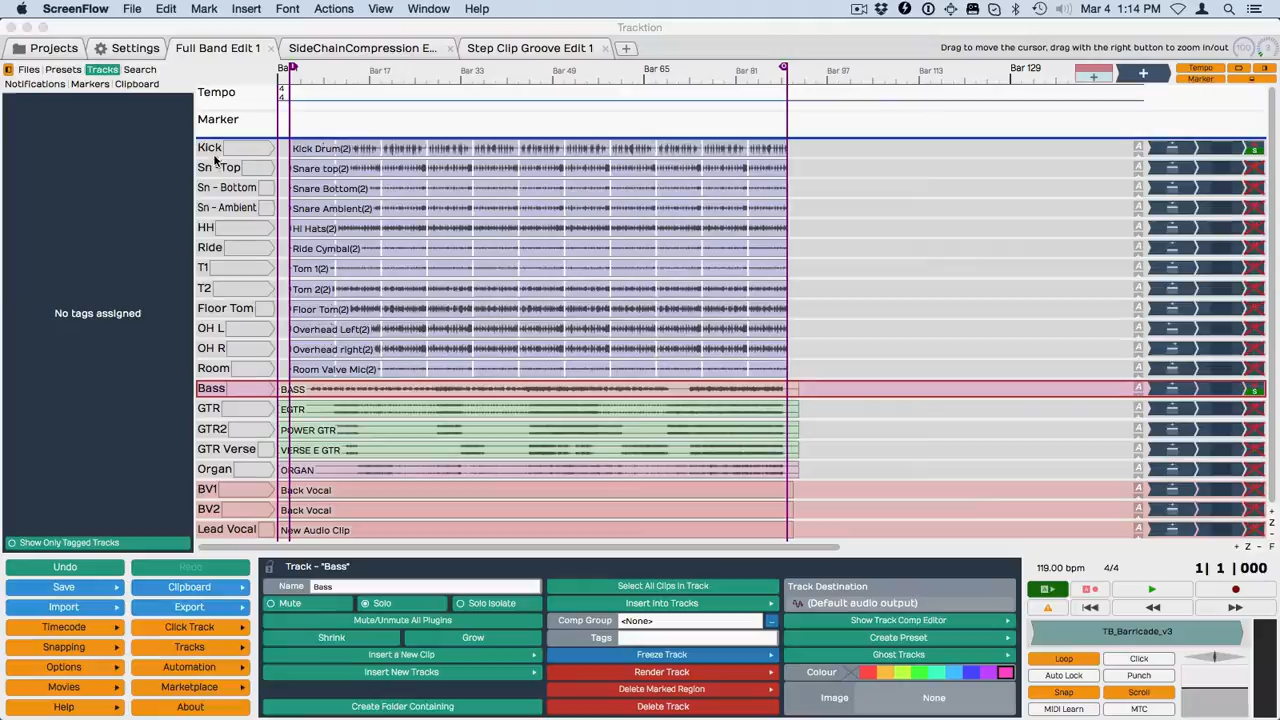 ScreenFlow File Edit Mark Insert Font Actions View Window Help Mar 4 1:14 PM
Tracktion
Projects Settings Full Band Edit 1 SideChainCompression E... Step Clip Groove Edit 1 Drag to move the cursor, drag with the right button to zoom in/out 100 3
Files Presets Tracks Search Ba Bar 17 Bar 33 Bar 49 Bar 65 Bar 81 Bar 97 Bar 113 Bar 129 Tempo
Notifications Markers Clipboard Marker
Tempo 4
4
Marker
Kick Kick Drum(2) A S
Sn - Top Snare top(2) A
Sn - Bottom Snare Bottom(2) A
Sn - Ambient Snare Ambient(2) A
HH Hi Hats(2) A
Ride Ride Cymbal(2) A
T1 Tom 1(2) A
T2 Tom 2(2) A
Floor Tom Floor Tom(2) A
No tags assigned
OH L Overhead Left(2) A
OH R Overhead right(2) A
Room Room Valve Mic(2) A
Bass BASS A S
GTR EGTR A
GTR2 POWER GTR A
GTR Verse VERSE E GTR A
Organ ORGAN A
BV1 Back Vocal A
BV2 Back Vocal A
Lead Vocal New Audio Clip A
Show Only Tagged Tracks
+ Z - F
+ Z -
Undo Redo
Save Clipboard
Import Export
Timecode Click Track
Snapping Tracks
Options Automation
Movies Marketplace
Help About
Track - "Bass"
Name Bass
Mute Solo Solo Isolate
Mute/Unmute All Plugins
Shrink Grow
Insert a New Clip
Insert New Tracks
Create Folder Containing
Select All Clips in Track
Insert Into Tracks
Comp Group <None> ...
Tags
Freeze Track
Render Track
Delete Marked Region
Delete Track
Track Destination
(Default audio output)
Show Track Comp Editor
Create Preset
Ghost Tracks
Colour
Image None
119.00 bpm 4/4 1| 1 | 000
A
TB_Barricade_v3
Loop Click
Auto Lock Punch
Snap Scroll
MIDI Learn MTC